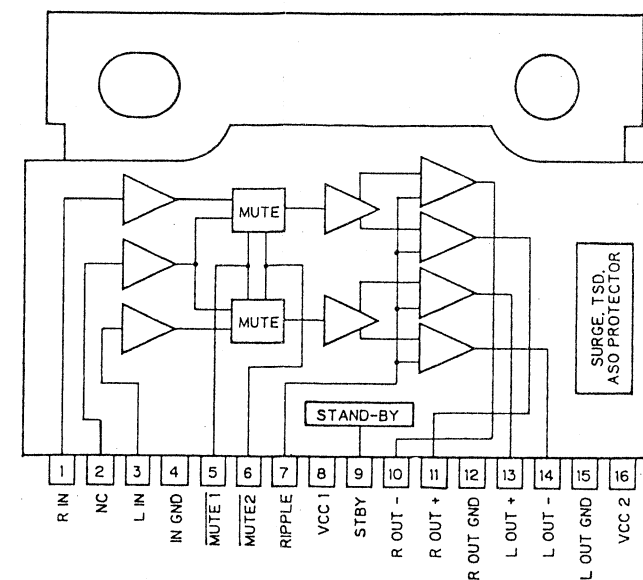 MUTE
MUTE
SURGE, TSD,
ASO PROTECTOR
STAND-BY
1 2 3 4 5 6 7 8 9 10 11 12 13 14 15 16
R IN
NC
L IN
IN GND
MUTE 1
MUTE2
RIPPLE
VCC 1
STBY
R OUT -
R OUT +
R OUT GND
L OUT +
L OUT -
L OUT GND
VCC 2